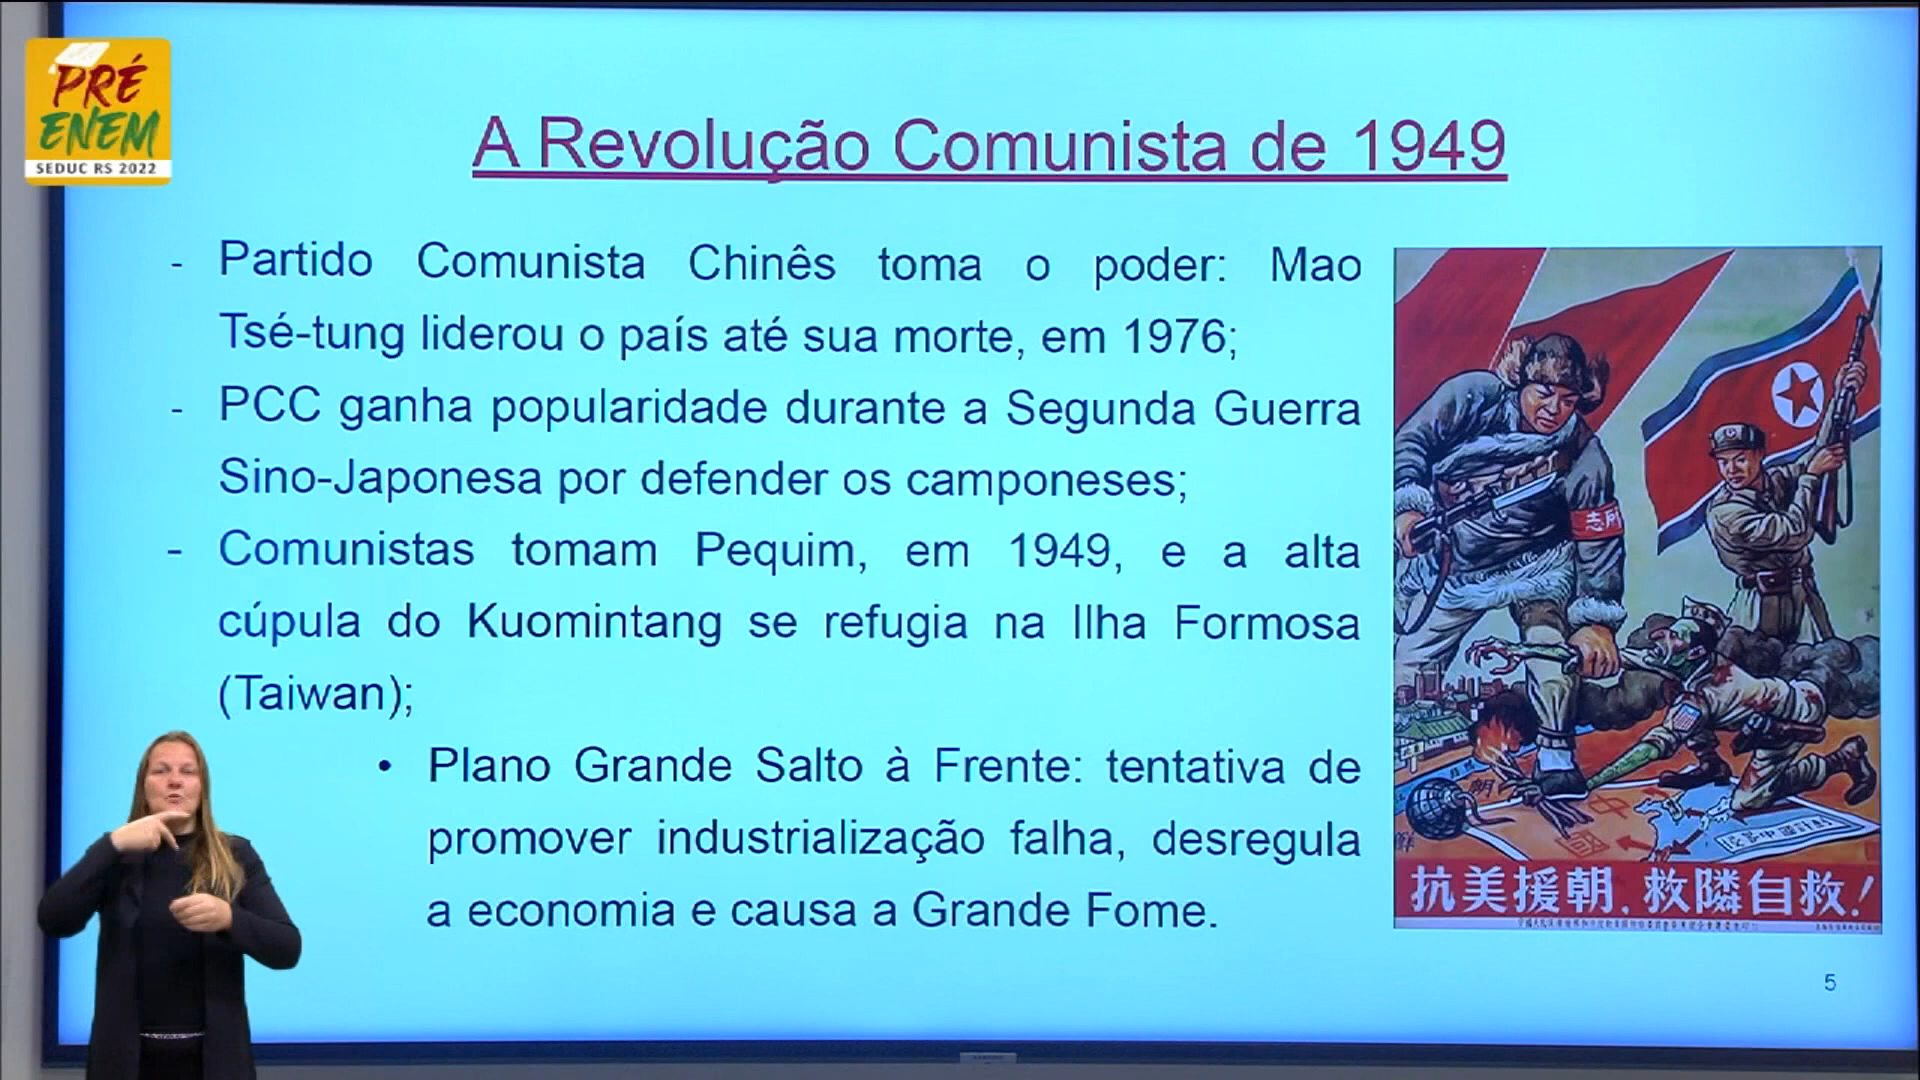 PRÉ
ENEM
SEDUC RS 2022
A Revolução Comunista de 1949
- Partido Comunista Chinês toma o poder: Mao
Tsé-tung liderou o país até sua morte, em 1976;
- PCC ganha popularidade durante a Segunda Guerra
Sino-Japonesa por defender os camponeses;
- Comunistas tomam Pequim, em 1949, e a alta
cúpula do Kuomintang se refugia na Ilha Formosa
(Taiwan);
• Plano Grande Salto à Frente: tentativa de
promover industrialização falha, desregula
a economia e causa a Grande Fome.
抗美援朝,救隣自救!
5